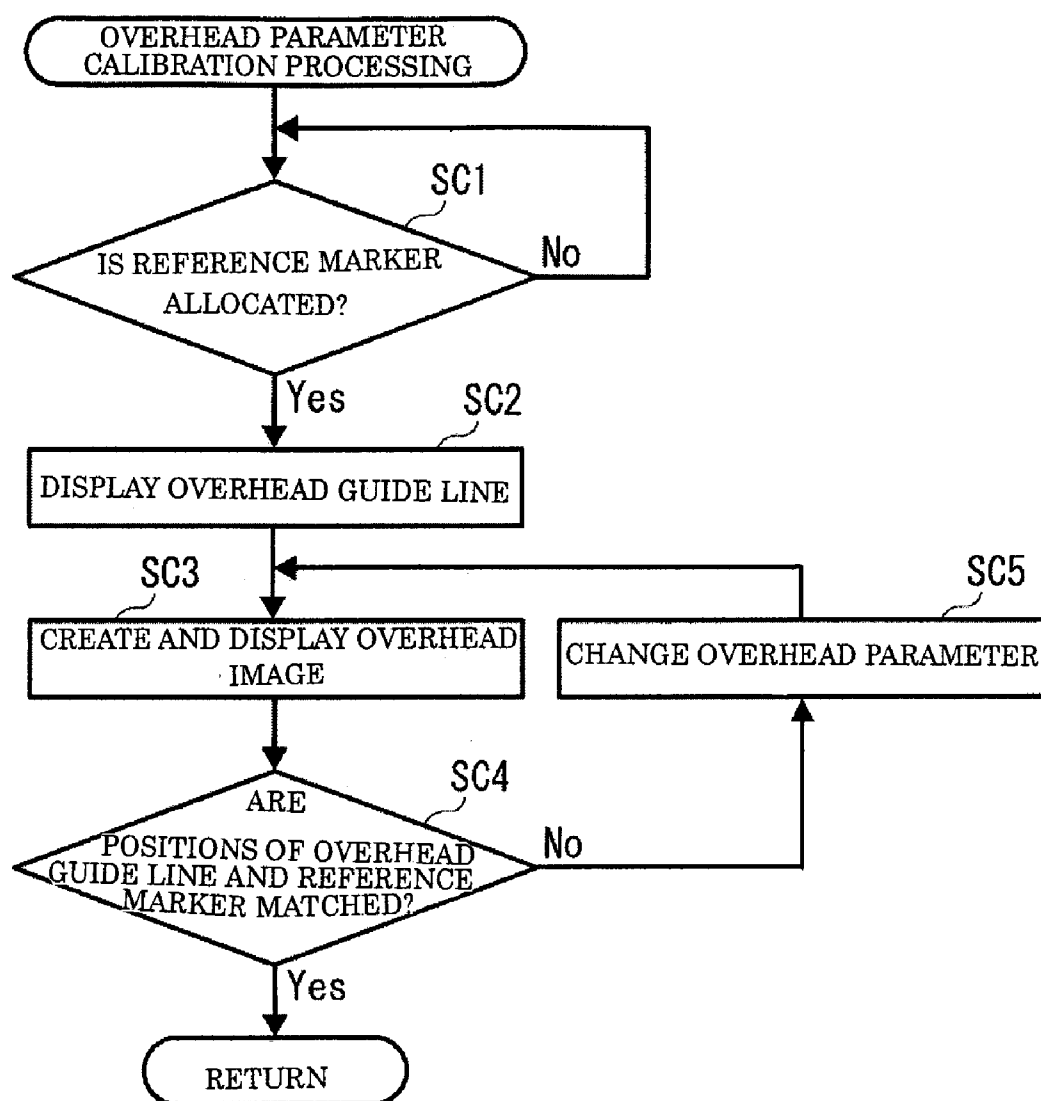 OVERHEAD PARAMETER
CALIBRATION PROCESSING
SC1
IS REFERENCE MARKER
ALLOCATED?
No
Yes
SC2
DISPLAY OVERHEAD GUIDE LINE
SC3
CREATE AND DISPLAY OVERHEAD
IMAGE
SC5
CHANGE OVERHEAD PARAMETER
SC4
ARE
POSITIONS OF OVERHEAD
GUIDE LINE AND REFERENCE
MARKER MATCHED?
No
Yes
RETURN